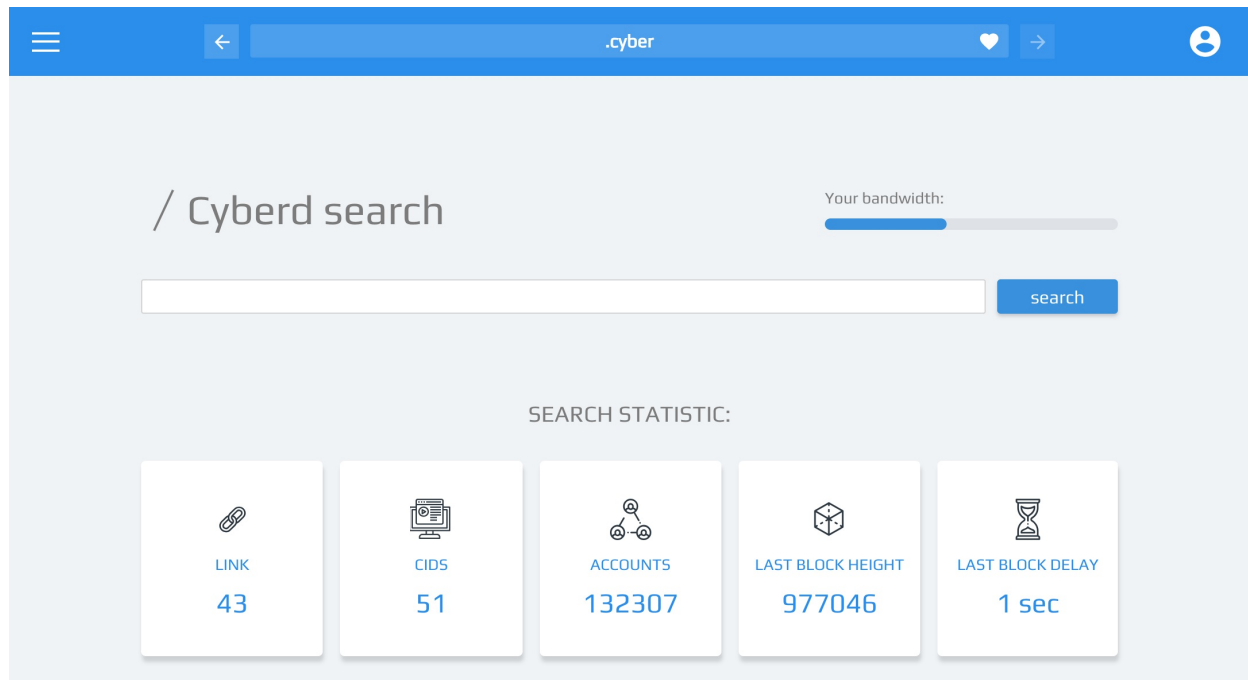 .cyber
/ Cyberd search
Your bandwidth:
search
SEARCH STATISTIC:
LINK
43
CIDS
51
ACCOUNTS
132307
LAST BLOCK HEIGHT
977046
LAST BLOCK DELAY
1 sec